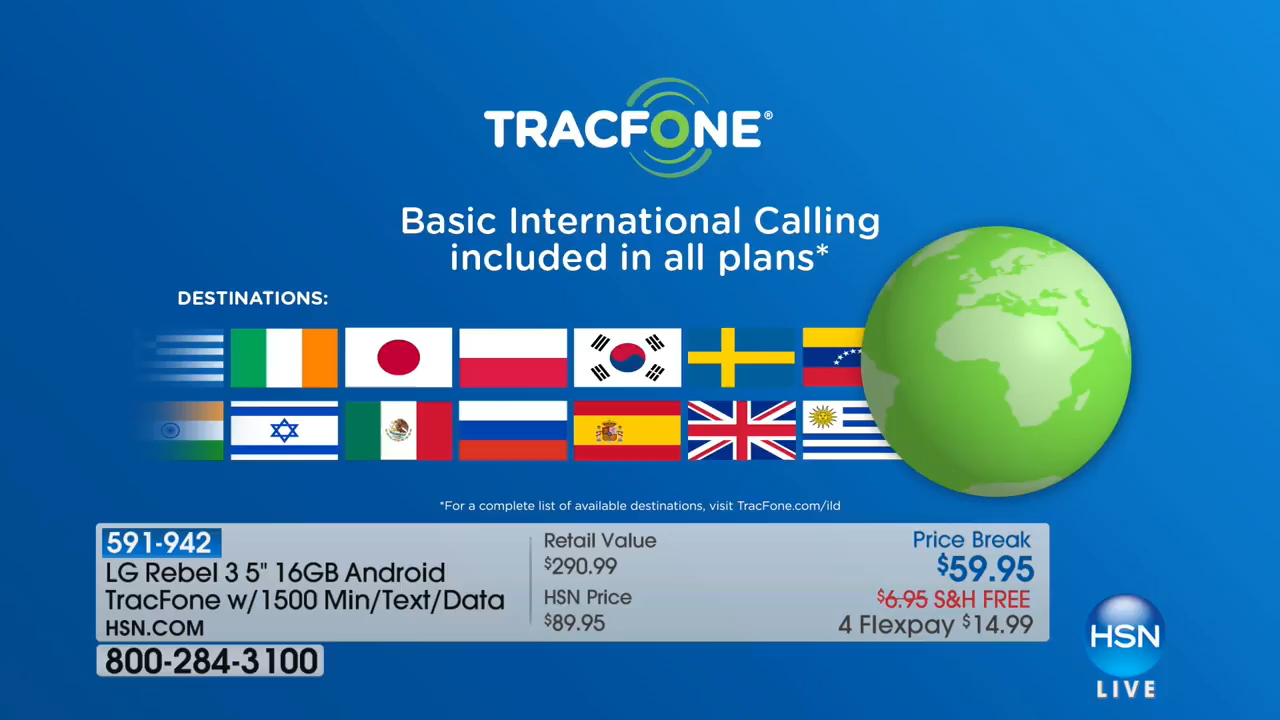 TRACFONE®
Basic International Calling
included in all plans*
DESTINATIONS:
*For a complete list of available destinations, visit TracFone.com/ild
591-942
LG Rebel 3 5" 16GB Android
TracFone w/1500 Min/Text/Data
HSN.COM
800-284-3100
Retail Value
$290.99
HSN Price
$89.95
Price Break
$59.95
$6.95 S&H FREE
4 Flexpay $14.99
HSN
LIVE